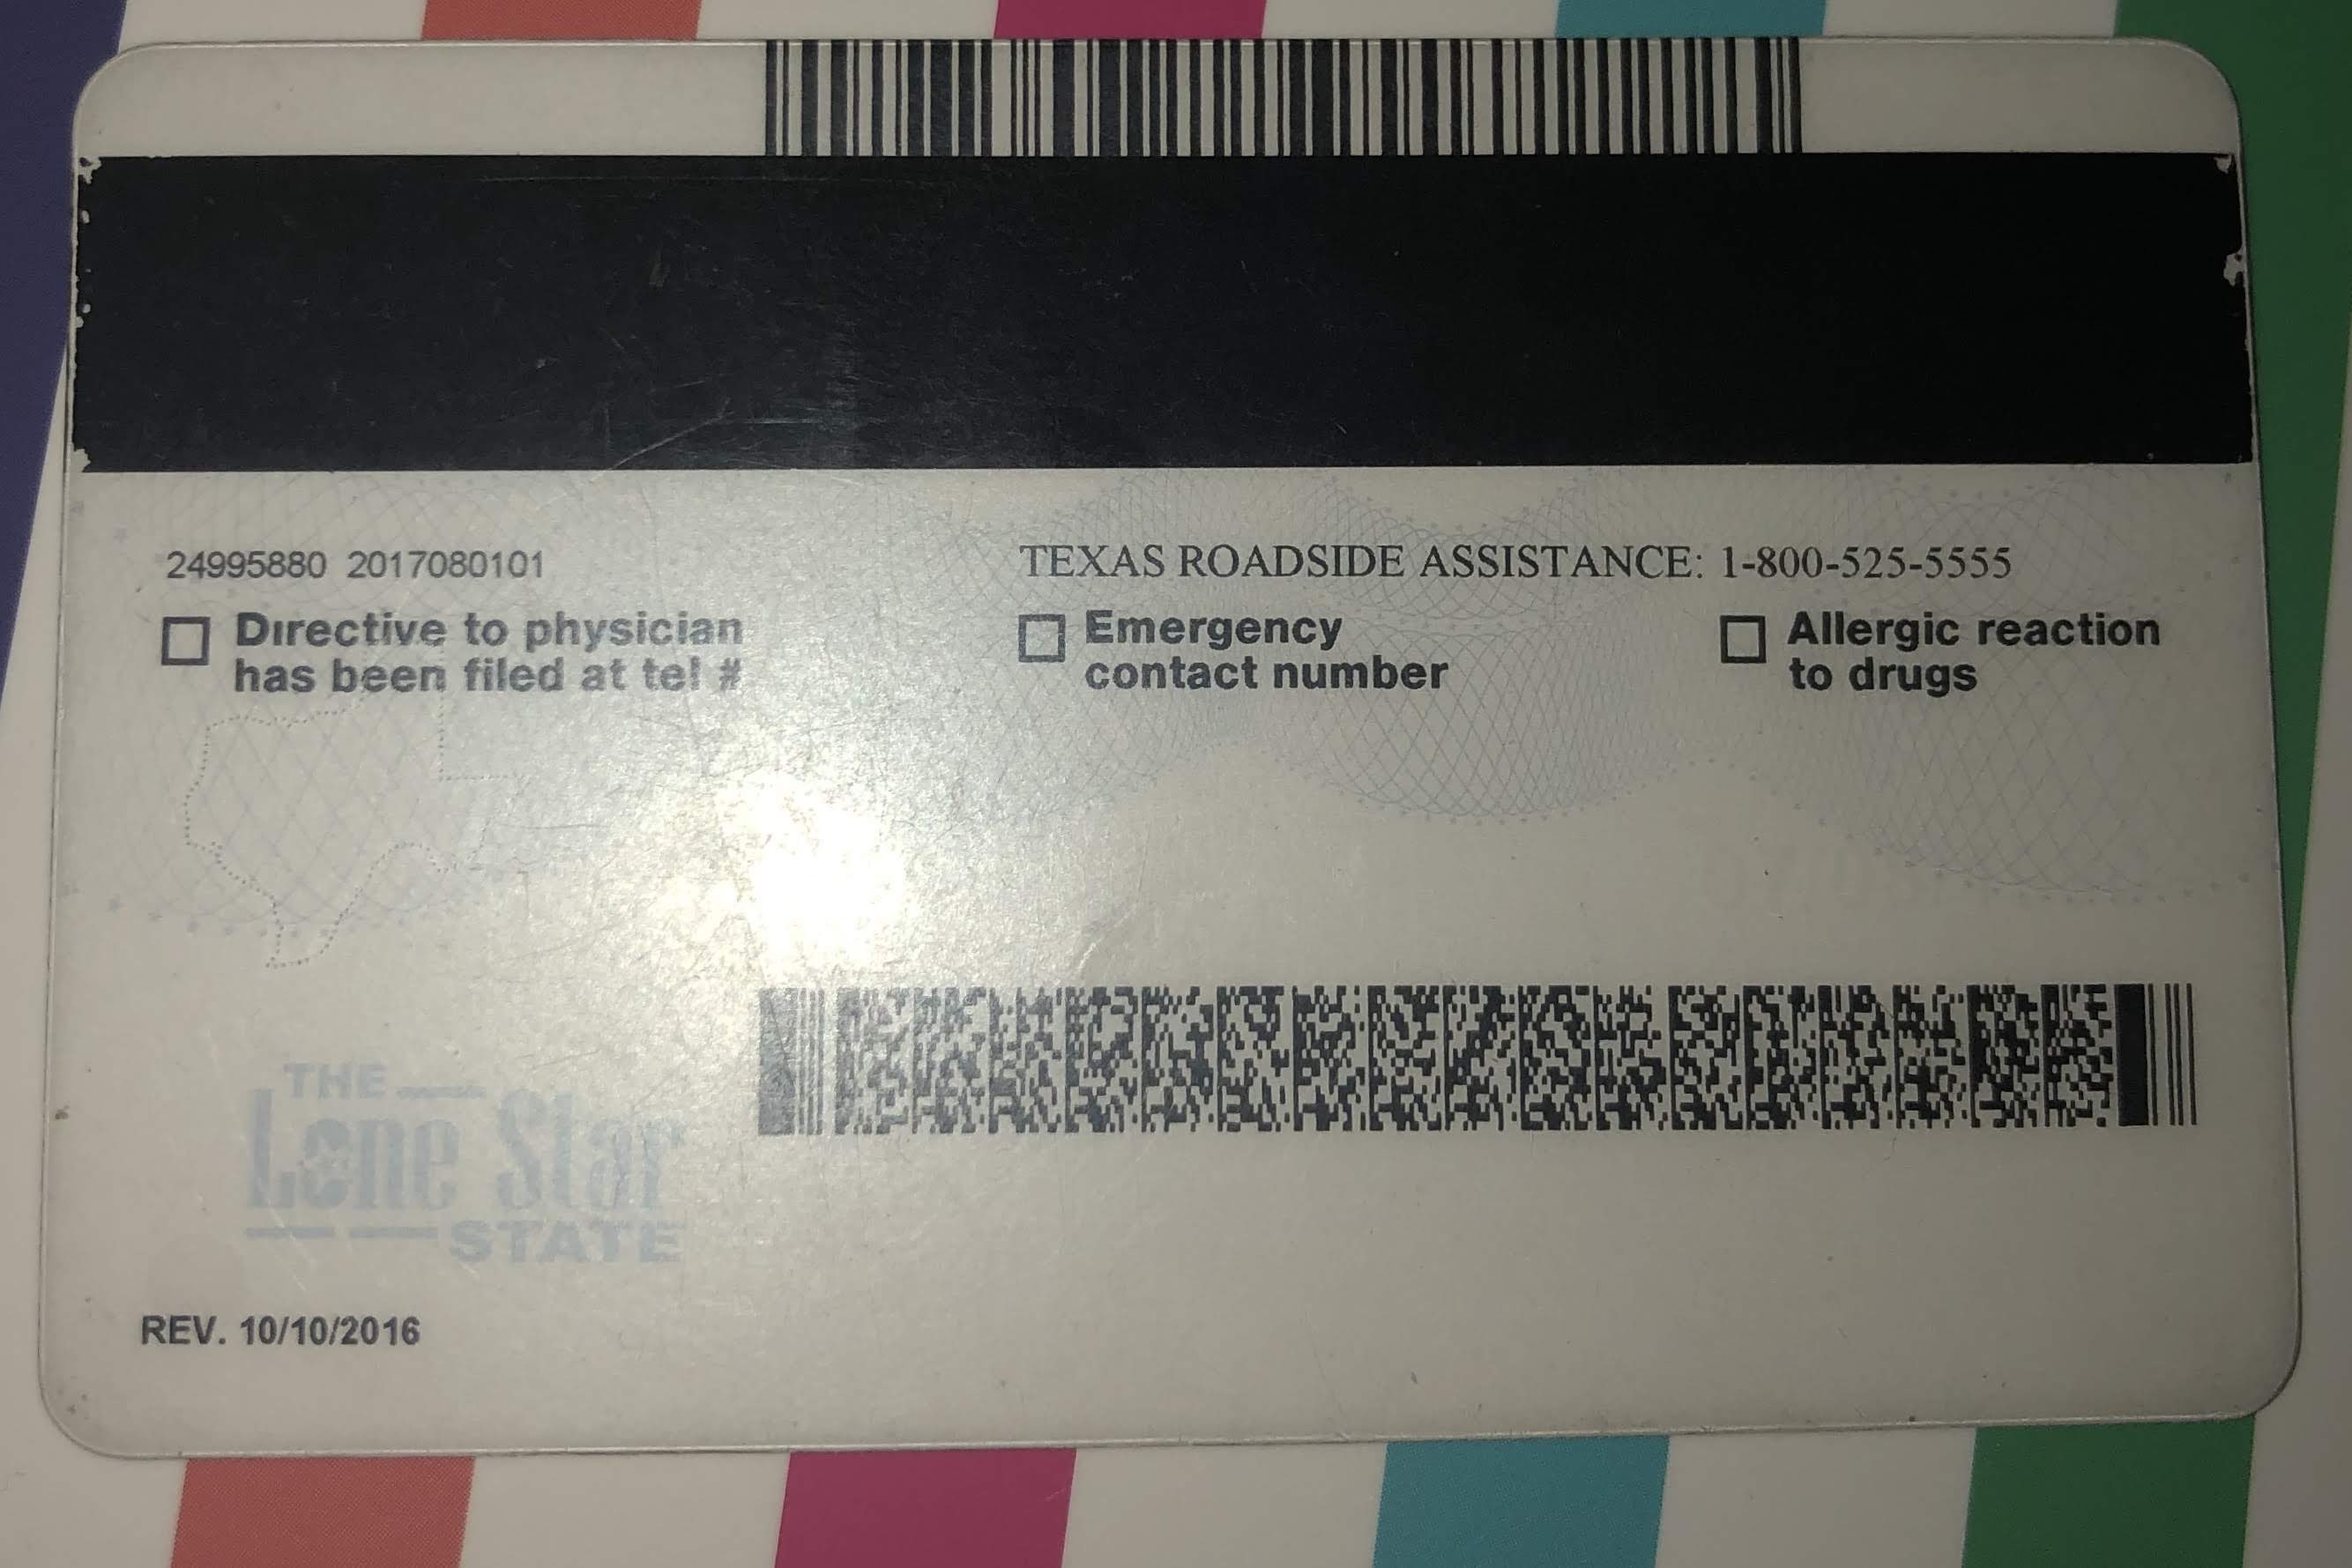 24995880 2017080101
TEXAS ROADSIDE ASSISTANCE: 1-800-525-5555
Directive to physician
has been filed at tel #
Emergency
contact number
Allergic reaction
to drugs
THE
Lone Star
STATE
REV. 10/10/2016